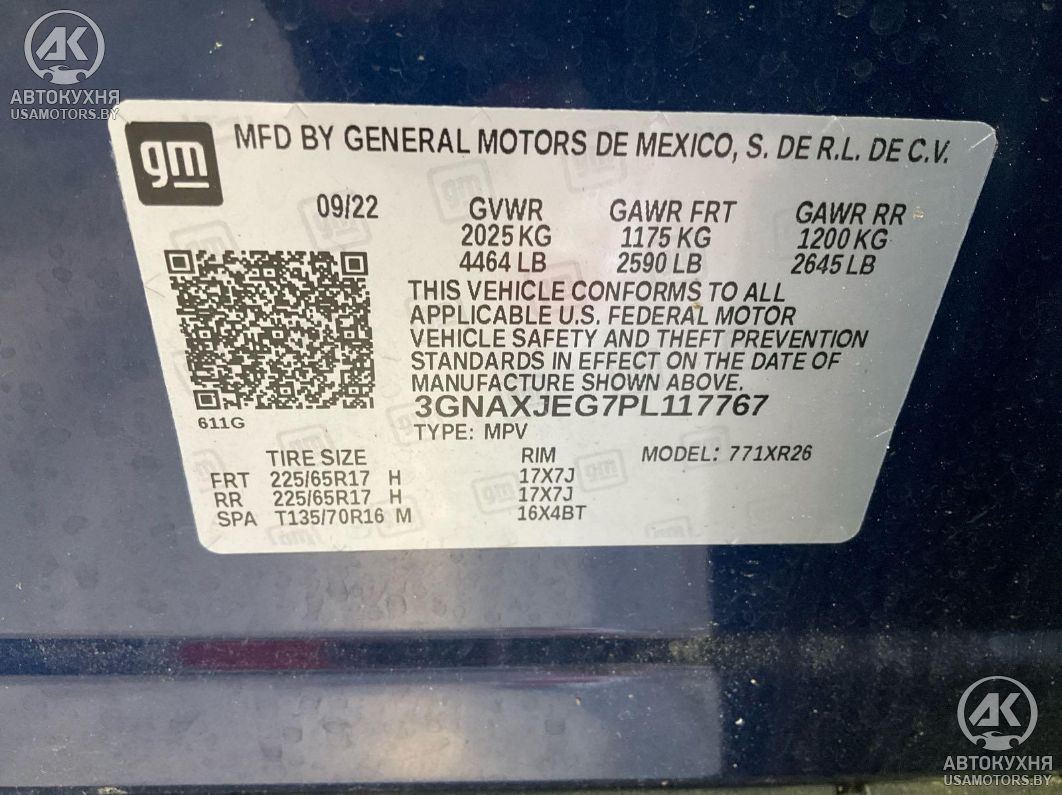 AK
АВТОКУХНЯ
USAMOTORS.BY
gm
MFD BY GENERAL MOTORS DE MEXICO, S. DE R.L. DE C.V.
09/22 GVWR GAWR FRT GAWR RR
2025 KG 1175 KG 1200 KG
4464 LB 2590 LB 2645 LB
THIS VEHICLE CONFORMS TO ALL
APPLICABLE U.S. FEDERAL MOTOR
VEHICLE SAFETY AND THEFT PREVENTION
STANDARDS IN EFFECT ON THE DATE OF
MANUFACTURE SHOWN ABOVE.
3GNAXJEG7PL117767
611G
TYPE: MPV
TIRE SIZE RIM MODEL: 771XR26
FRT 225/65R17 H 17X7J
RR 225/65R17 H 17X7J
SPA T135/70R16 M 16X4BT
AK
АВТОКУХНЯ
USAMOTORS.BY